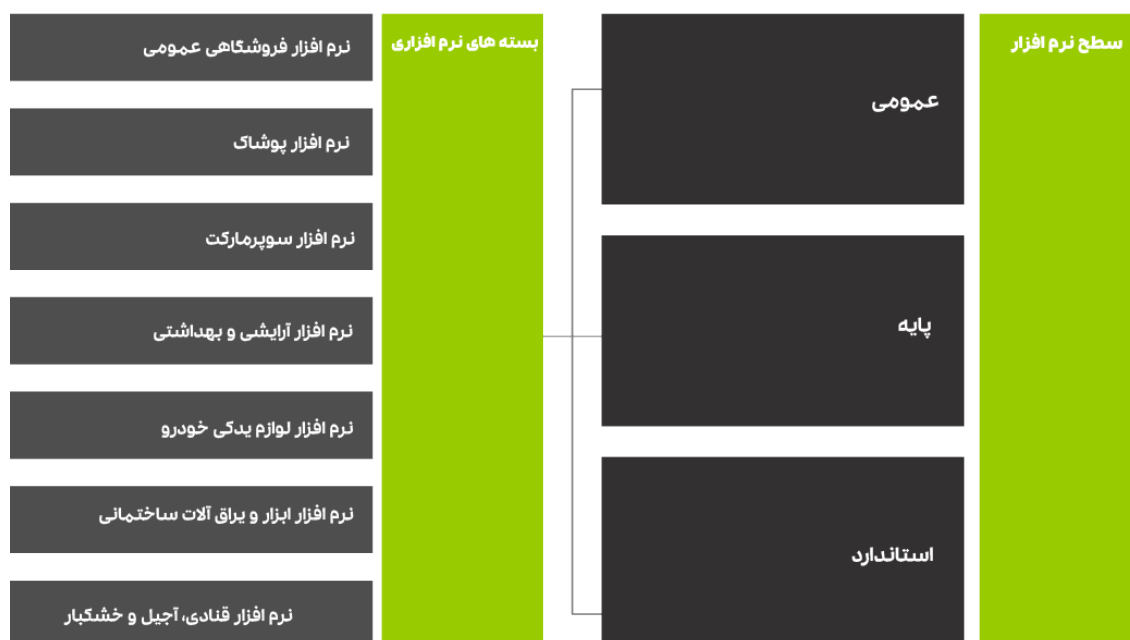 سطح نرم افزار
عمومی
پایه
استاندارد
بسته های نرم افزاری
نرم افزار فروشگاهی عمومی
نرم افزار پوشاک
نرم افزار سوپرمارکت
نرم افزار آرایشی و بهداشتی
نرم افزار لوازم یدکی خودرو
نرم افزار ابزار و یراق آلات ساختمانی
نرم افزار قنادی، آجیل و خشکبار